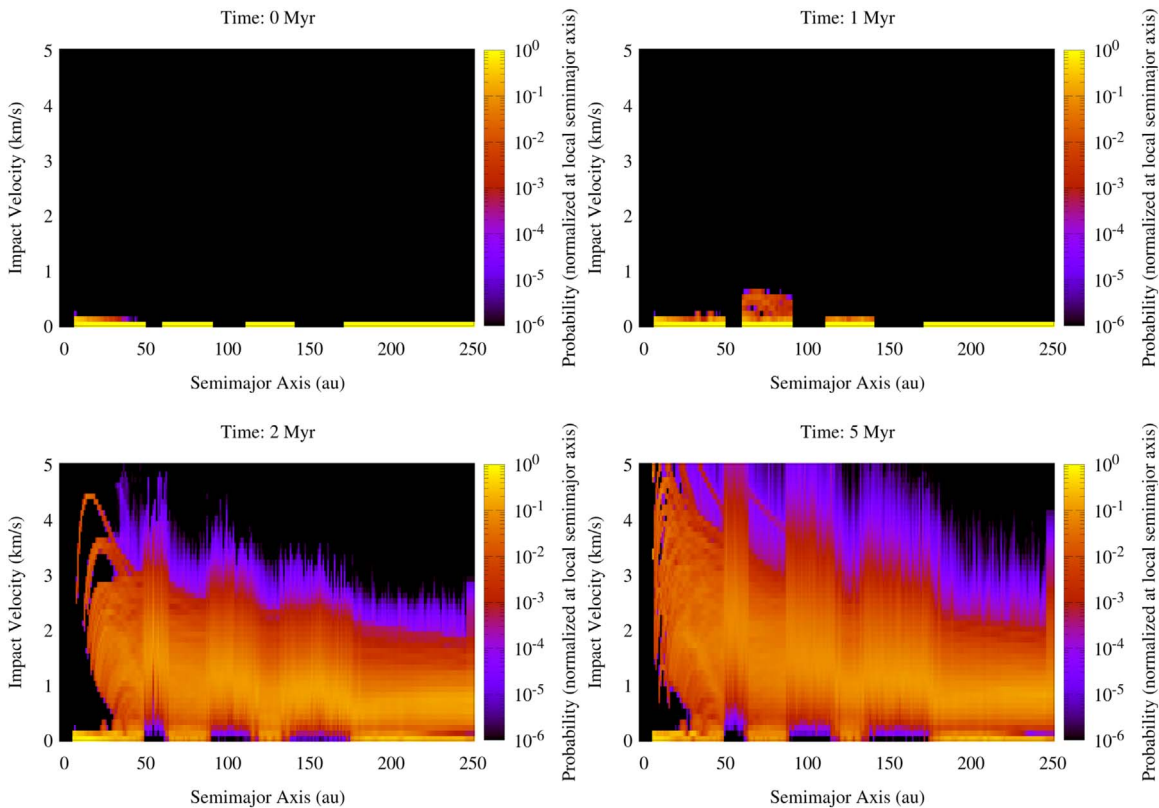 Time: 0 Myr
Impact Velocity (km/s)
5
4
3
2
1
0
0 50 100 150 200 250
Semimajor Axis (au)
10^0
10^-1
10^-2
10^-3
10^-4
10^-5
10^-6
Probability (normalized at local semimajor axis)
Time: 1 Myr
Impact Velocity (km/s)
5
4
3
2
1
0
0 50 100 150 200 250
Semimajor Axis (au)
10^0
10^-1
10^-2
10^-3
10^-4
10^-5
10^-6
Probability (normalized at local semimajor axis)
Time: 2 Myr
Impact Velocity (km/s)
5
4
3
2
1
0
0 50 100 150 200 250
Semimajor Axis (au)
10^0
10^-1
10^-2
10^-3
10^-4
10^-5
10^-6
Probability (normalized at local semimajor axis)
Time: 5 Myr
Impact Velocity (km/s)
5
4
3
2
1
0
0 50 100 150 200 250
Semimajor Axis (au)
10^0
10^-1
10^-2
10^-3
10^-4
10^-5
10^-6
Probability (normalized at local semimajor axis)